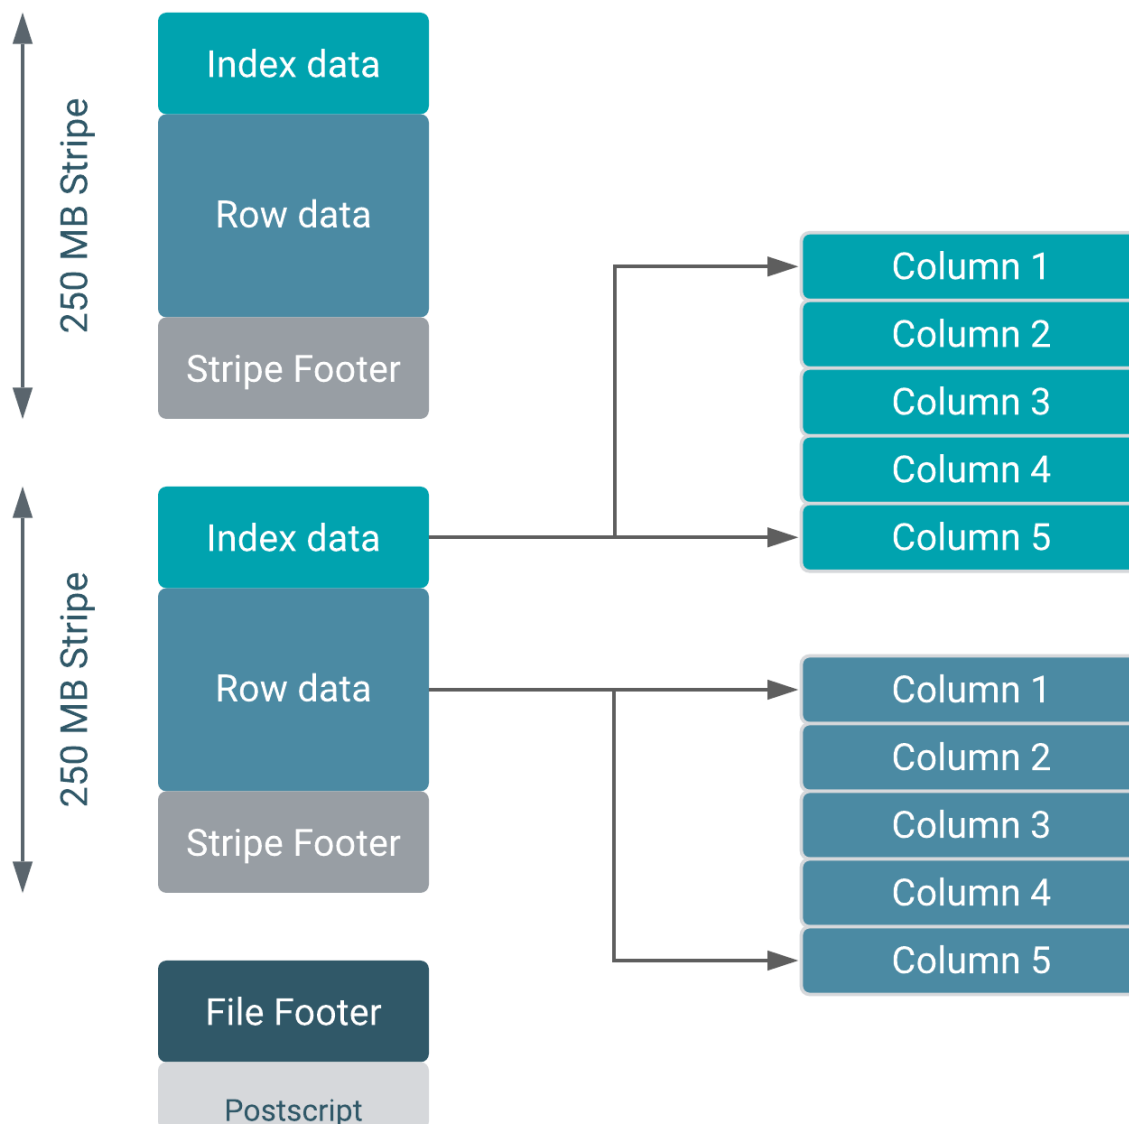 250 MB Stripe
Index data
Row data
Stripe Footer
250 MB Stripe
Index data
Row data
Stripe Footer
File Footer
Postscript
Column 1
Column 2
Column 3
Column 4
Column 5
Column 1
Column 2
Column 3
Column 4
Column 5